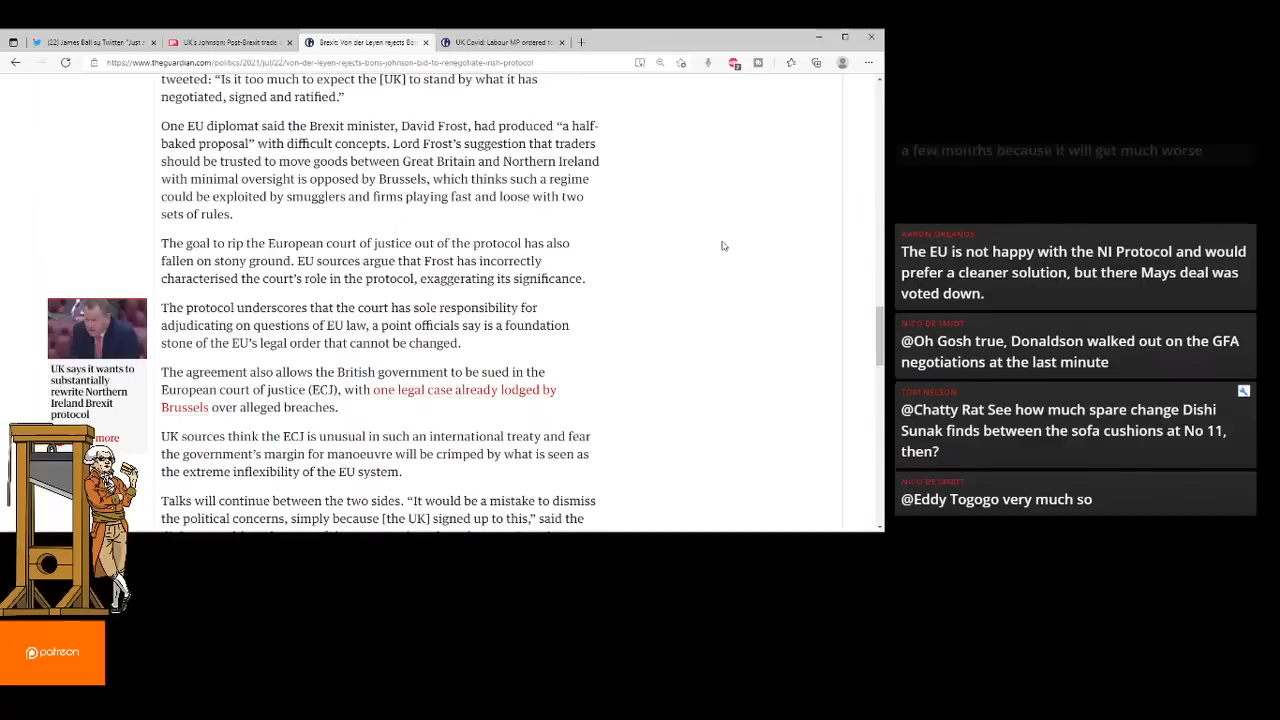 (22) James Ball su Twitter: "Just
UK's Johnson: Post-Brexit trade
Brexit: Von der Leyen rejects Bor
UK Covid: Labour MP ordered to
https://www.theguardian.com/politics/2021/jul/22/von-der-leyen-rejects-boris-johnson-bid-to-renegotiate-irish-protocol
tweeted: “Is it too much to expect the [UK] to stand by what it has
negotiated, signed and ratified.”
One EU diplomat said the Brexit minister, David Frost, had produced “a half-
baked proposal” with difficult concepts. Lord Frost’s suggestion that traders
should be trusted to move goods between Great Britain and Northern Ireland
with minimal oversight is opposed by Brussels, which thinks such a regime
could be exploited by smugglers and firms playing fast and loose with two
sets of rules.
The goal to rip the European court of justice out of the protocol has also
fallen on stony ground. EU sources argue that Frost has incorrectly
characterised the court’s role in the protocol, exaggerating its significance.
The protocol underscores that the court has sole responsibility for
adjudicating on questions of EU law, a point officials say is a foundation
stone of the EU’s legal order that cannot be changed.
The agreement also allows the British government to be sued in the
European court of justice (ECJ), with one legal case already lodged by
Brussels over alleged breaches.
UK sources think the ECJ is unusual in such an international treaty and fear
the government’s margin for manoeuvre will be crimped by what is seen as
the extreme inflexibility of the EU system.
Talks will continue between the two sides. “It would be a mistake to dismiss
the political concerns, simply because [the UK] signed up to this,” said the
UK says it wants to
substantially
rewrite Northern
Ireland Brexit
protocol
more
patreon
a few months because it will get much worse
AARON OREANOS
The EU is not happy with the NI Protocol and would
prefer a cleaner solution, but there Mays deal was
voted down.
NICO DE SMIDT
@Oh Gosh true, Donaldson walked out on the GFA
negotiations at the last minute
TOM NELSON
@Chatty Rat See how much spare change Dishi
Sunak finds between the sofa cushions at No 11,
then?
NICO DE SMIDT
@Eddy Togogo very much so